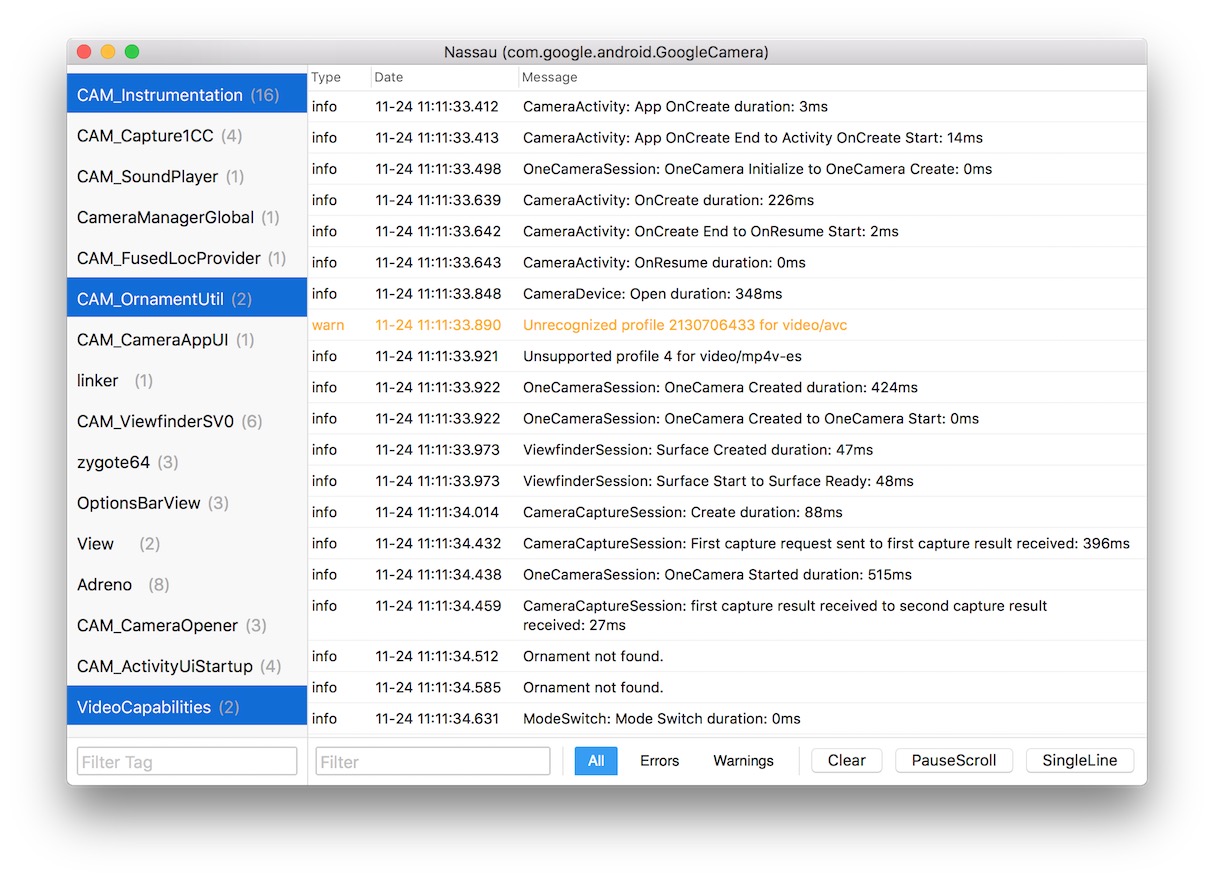 Nassau (com.google.android.GoogleCamera)
CAM_Instrumentation (16)
CAM_Capture1CC (4)
CAM_SoundPlayer (1)
CameraManagerGlobal (1)
CAM_FusedLocProvider (1)
CAM_OrnamentUtil (2)
CAM_CameraAppUI (1)
linker (1)
CAM_ViewfinderSV0 (6)
zygote64 (3)
OptionsBarView (3)
View (2)
Adreno (8)
CAM_CameraOpener (3)
CAM_ActivityUiStartup (4)
VideoCapabilities (2)
Filter Tag
Type Date Message
info 11-24 11:11:33.412 CameraActivity: App OnCreate duration: 3ms
info 11-24 11:11:33.413 CameraActivity: App OnCreate End to Activity OnCreate Start: 14ms
info 11-24 11:11:33.498 OneCameraSession: OneCamera Initialize to OneCamera Create: 0ms
info 11-24 11:11:33.639 CameraActivity: OnCreate duration: 226ms
info 11-24 11:11:33.642 CameraActivity: OnCreate End to OnResume Start: 2ms
info 11-24 11:11:33.643 CameraActivity: OnResume duration: 0ms
info 11-24 11:11:33.848 CameraDevice: Open duration: 348ms
warn 11-24 11:11:33.890 Unrecognized profile 2130706433 for video/avc
info 11-24 11:11:33.921 Unsupported profile 4 for video/mp4v-es
info 11-24 11:11:33.922 OneCameraSession: OneCamera Created duration: 424ms
info 11-24 11:11:33.922 OneCameraSession: OneCamera Created to OneCamera Start: 0ms
info 11-24 11:11:33.973 ViewfinderSession: Surface Created duration: 47ms
info 11-24 11:11:33.973 ViewfinderSession: Surface Start to Surface Ready: 48ms
info 11-24 11:11:34.014 CameraCaptureSession: Create duration: 88ms
info 11-24 11:11:34.432 CameraCaptureSession: First capture request sent to first capture result received: 396ms
info 11-24 11:11:34.438 OneCameraSession: OneCamera Started duration: 515ms
info 11-24 11:11:34.459 CameraCaptureSession: first capture result received to second capture result
received: 27ms
info 11-24 11:11:34.512 Ornament not found.
info 11-24 11:11:34.585 Ornament not found.
info 11-24 11:11:34.631 ModeSwitch: Mode Switch duration: 0ms
Filter All Errors Warnings Clear PauseScroll SingleLine